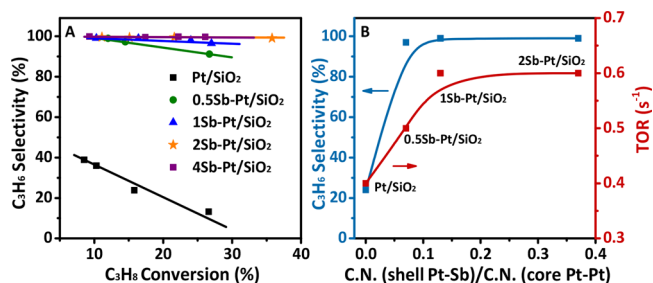 A
C₃H₆ Selectivity (%)
100
80
60
40
20
0
Pt/SiO₂
0.5Sb-Pt/SiO₂
1Sb-Pt/SiO₂
2Sb-Pt/SiO₂
4Sb-Pt/SiO₂
10
20
30
40
C₃H₈ Conversion (%)
B
C₃H₆ Selectivity (%)
100
80
60
40
20
0
2Sb-Pt/SiO₂
1Sb-Pt/SiO₂
0.5Sb-Pt/SiO₂
Pt/SiO₂
0.7
0.6
0.5
0.4
0.3
TOR (s⁻¹)
0.0
0.1
0.2
0.3
0.4
C.N. (shell Pt-Sb)/C.N. (core Pt-Pt)